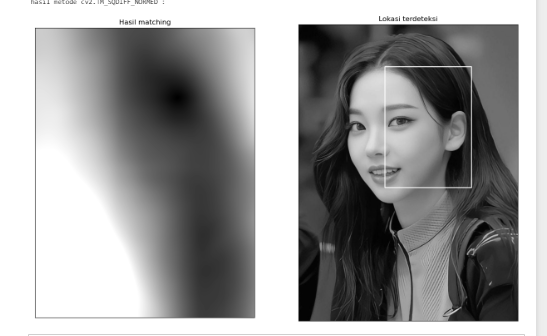 hasil metode cv2.TM_SQDIFF_NORMED :
Hasil matching
Lokasi terdeteksi